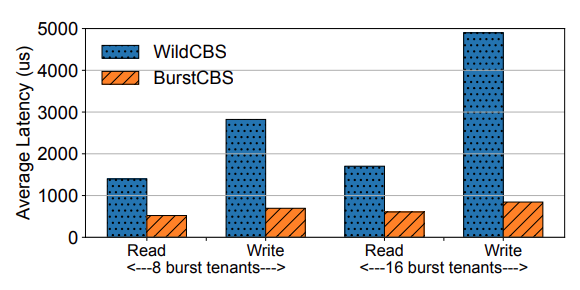 5000
4000
3000
2000
1000
0
Average Latency (us)
WildCBS
BurstCBS
Read Write Read Write
<---8 burst tenants---> <---16 burst tenants--->